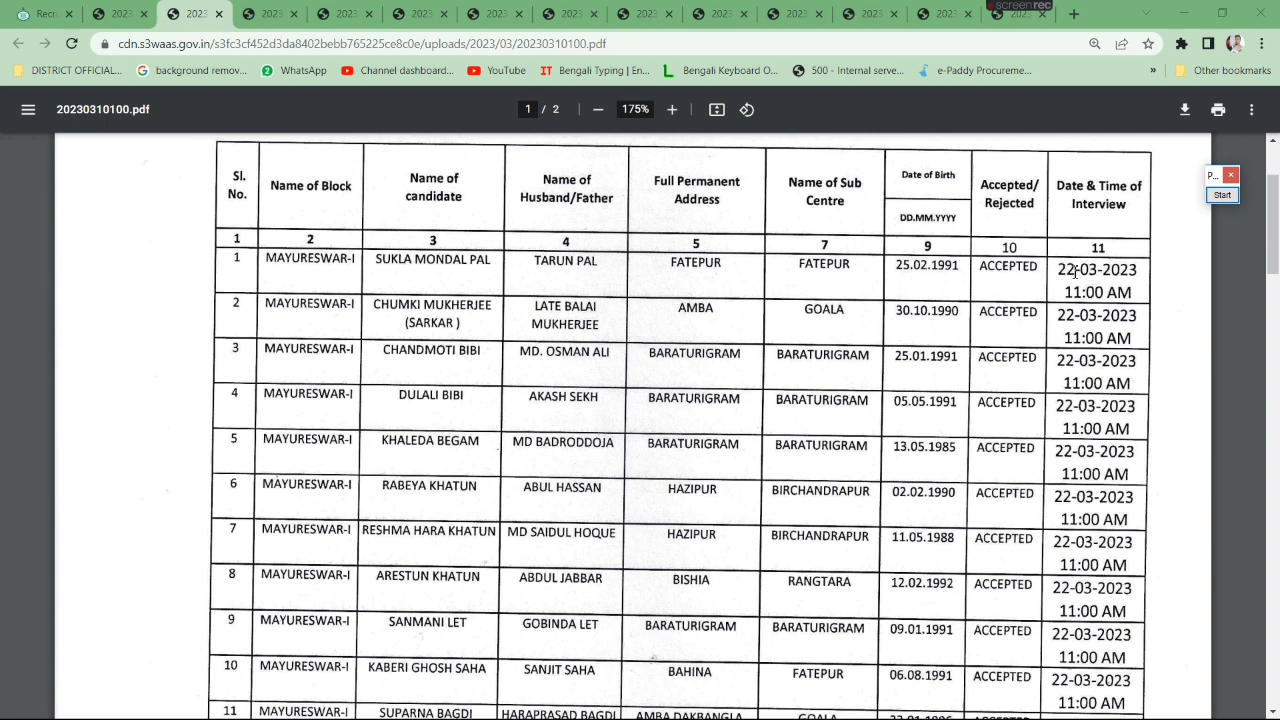 Recru
2023
2023
2023
2023
2023
2023
2023
2023
2023
2023
2023
2023
2023
screenrec
cdn.s3waas.gov.in/s3fc3cf452d3da8402bebb765225ce8c0e/uploads/2023/03/20230310100.pdf
DISTRICT OFFICIAL... background remov... WhatsApp Channel dashboard... YouTube Bengali Typing | En... Bengali Keyboard O... 500 - Internal serve... e-Paddy Procureme... » Other bookmarks
20230310100.pdf 1 / 2 175%
P...
Start
Sl. No. Name of Block Name of candidate Name of Husband/Father Full Permanent Address Name of Sub Centre Date of Birth DD.MM.YYYY Accepted/ Rejected Date & Time of Interview
1 2 3 4 5 7 9 10 11
1 MAYURESWAR-I SUKLA MONDAL PAL TARUN PAL FATEPUR FATEPUR 25.02.1991 ACCEPTED 22-03-2023 11:00 AM
2 MAYURESWAR-I CHUMKI MUKHERJEE (SARKAR ) LATE BALAI MUKHERJEE AMBA GOALA 30.10.1990 ACCEPTED 22-03-2023 11:00 AM
3 MAYURESWAR-I CHANDMOTI BIBI MD. OSMAN ALI BARATURIGRAM BARATURIGRAM 25.01.1991 ACCEPTED 22-03-2023 11:00 AM
4 MAYURESWAR-I DULALI BIBI AKASH SEKH BARATURIGRAM BARATURIGRAM 05.05.1991 ACCEPTED 22-03-2023 11:00 AM
5 MAYURESWAR-I KHALEDA BEGAM MD BADRODDOJA BARATURIGRAM BARATURIGRAM 13.05.1985 ACCEPTED 22-03-2023 11:00 AM
6 MAYURESWAR-I RABEYA KHATUN ABUL HASSAN HAZIPUR BIRCHANDRAPUR 02.02.1990 ACCEPTED 22-03-2023 11:00 AM
7 MAYURESWAR-I RESHMA HARA KHATUN MD SAIDUL HOQUE HAZIPUR BIRCHANDRAPUR 11.05.1988 ACCEPTED 22-03-2023 11:00 AM
8 MAYURESWAR-I ARESTUN KHATUN ABDUL JABBAR BISHIA RANGTARA 12.02.1992 ACCEPTED 22-03-2023 11:00 AM
9 MAYURESWAR-I SANMANI LET GOBINDA LET BARATURIGRAM BARATURIGRAM 09.01.1991 ACCEPTED 22-03-2023 11:00 AM
10 MAYURESWAR-I KABERI GHOSH SAHA SANJIT SAHA BAHINA FATEPUR 06.08.1991 ACCEPTED 22-03-2023 11:00 AM
11 MAYURESWAR-I SUPARNA BAGDI HARAPRASAD BAGDI AMBA DAKBANGLA GOALA